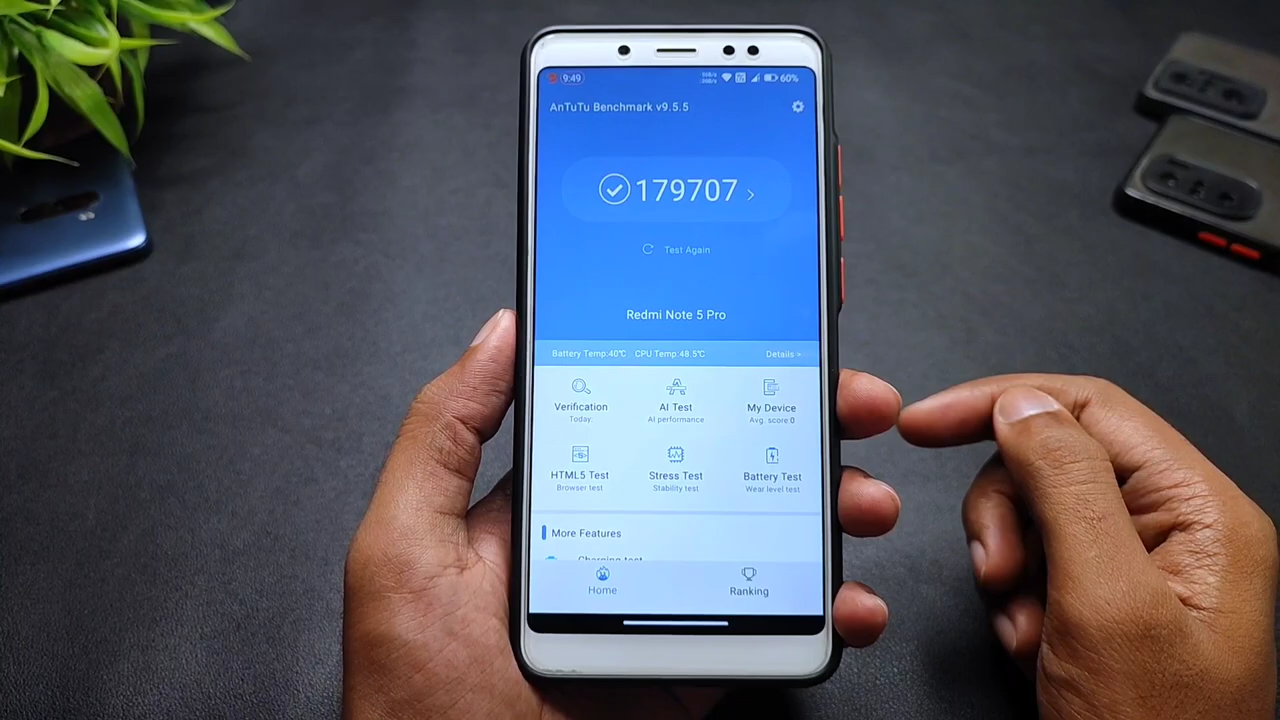 9:49 60%
AnTuTu Benchmark v9.5.5
179707
Test Again
Redmi Note 5 Pro
Battery Temp:40℃ CPU Temp:48.5℃ Details >
Verification AI Test My Device
Today: AI performance Avg. score:0
HTML5 Test Stress Test Battery Test
Browser test Stability test Wear level test
More Features
Charging test
Home Ranking